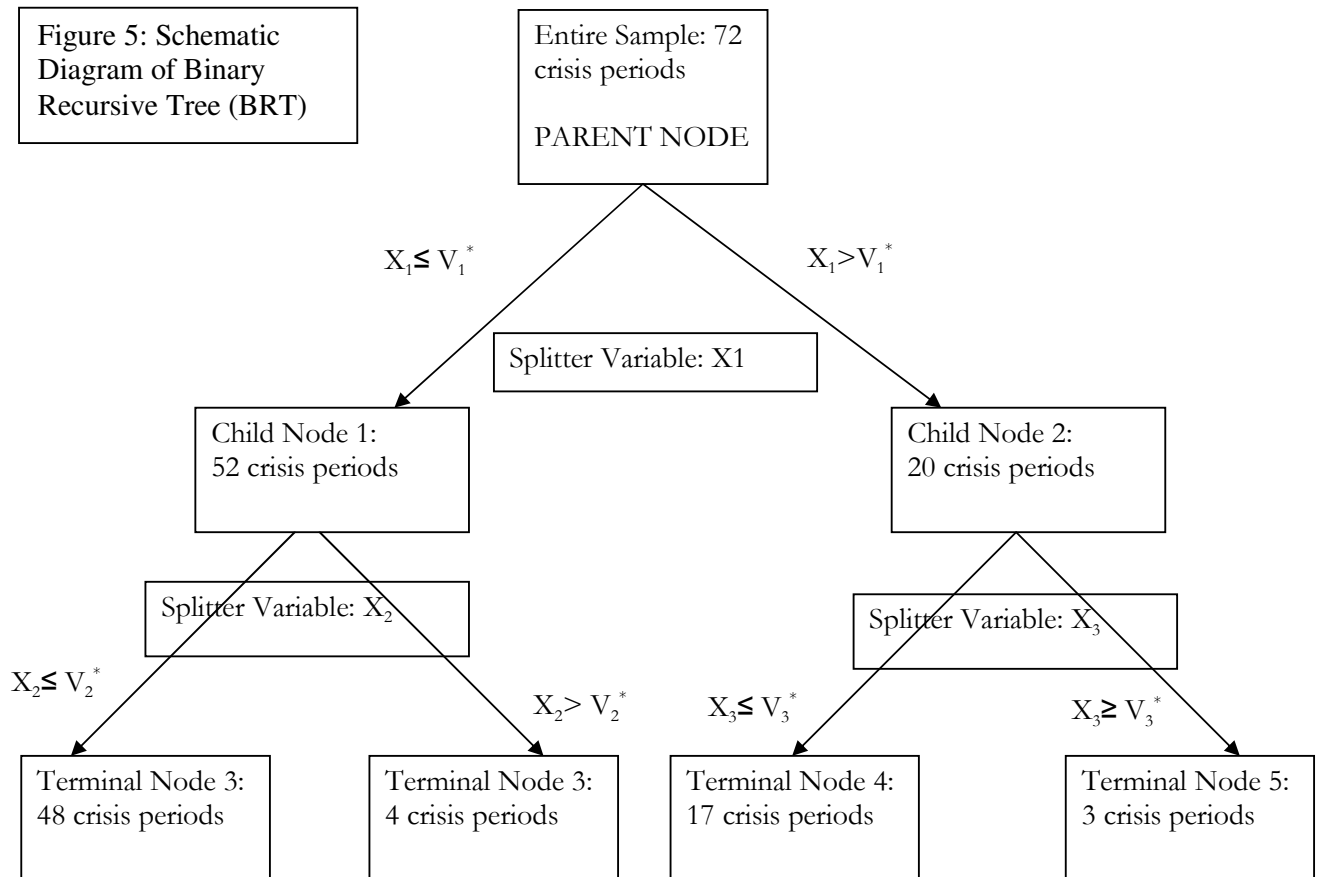 Figure 5: Schematic
Diagram of Binary
Recursive Tree (BRT)
Entire Sample: 72
crisis periods
PARENT NODE
X₁≤ V₁*
X₁>V₁*
Splitter Variable: X1
Child Node 1:
52 crisis periods
Child Node 2:
20 crisis periods
Splitter Variable: X₂
Splitter Variable: X₃
X₂≤ V₂*
X₂> V₂*
X₃≤ V₃*
X₃≥ V₃*
Terminal Node 3:
48 crisis periods
Terminal Node 3:
4 crisis periods
Terminal Node 4:
17 crisis periods
Terminal Node 5:
3 crisis periods